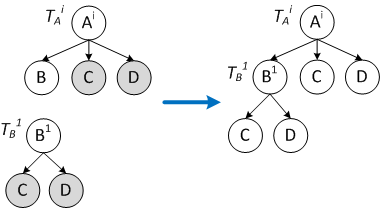 T_A^i A^i
B C D
T_B^1 B^1
C D
T_A^i A^i
T_B^1 B^1 C D
C D